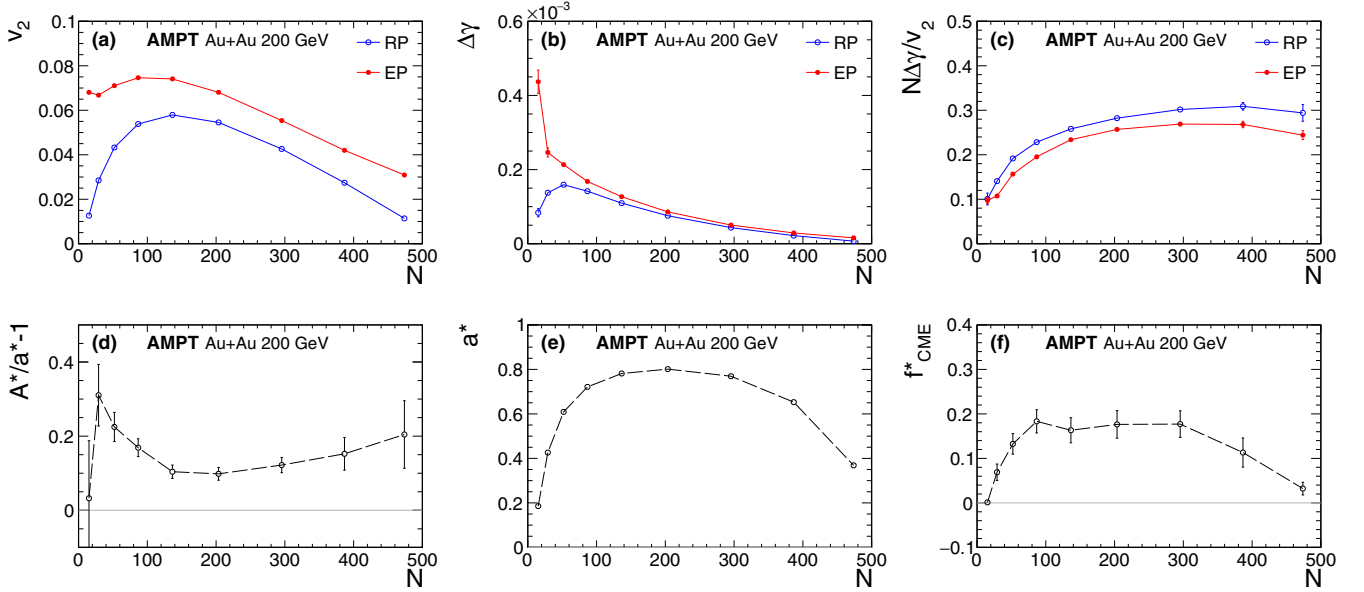 v₂
0.1
0.08
0.06
0.04
0.02
0
(a) AMPT Au+Au 200 GeV
RP
EP
0 100 200 300 400 500
N
×10⁻³
Δγ
0.6
0.4
0.2
0
(b) AMPT Au+Au 200 GeV
RP
EP
0 100 200 300 400 500
N
NΔγ/v₂
0.5
0.4
0.3
0.2
0.1
0
(c) AMPT Au+Au 200 GeV
RP
EP
0 100 200 300 400 500
N
A*/a*-1
0.4
0.2
0
(d) AMPT Au+Au 200 GeV
0 100 200 300 400 500
N
a*
1
0.8
0.6
0.4
0.2
0
(e) AMPT Au+Au 200 GeV
0 100 200 300 400 500
N
f*CME
0.4
0.3
0.2
0.1
0
−0.1
(f) AMPT Au+Au 200 GeV
0 100 200 300 400 500
N